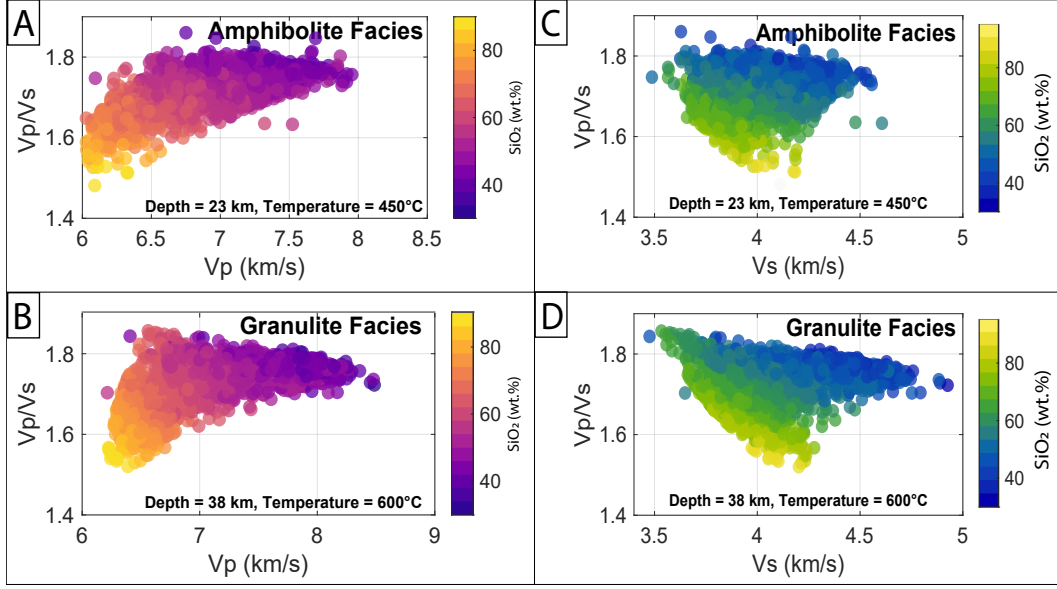 A
Amphibolite Facies
1.8
1.6
1.4
Vp/Vs
Depth = 23 km, Temperature = 450°C
6 6.5 7 7.5 8 8.5
Vp (km/s)
80
60
40
SiO₂ (wt.%)
C
Amphibolite Facies
1.8
1.6
1.4
Vp/Vs
Depth = 23 km, Temperature = 450°C
3.5 4 4.5 5
Vs (km/s)
80
60
40
SiO₂ (wt.%)
B
Granulite Facies
1.8
1.6
1.4
Vp/Vs
Depth = 38 km, Temperature = 600°C
6 7 8 9
Vp (km/s)
80
60
40
SiO₂ (wt.%)
D
Granulite Facies
1.8
1.6
1.4
Vp/Vs
Depth = 38 km, Temperature = 600°C
3.5 4 4.5 5
Vs (km/s)
80
60
40
SiO₂ (wt.%)